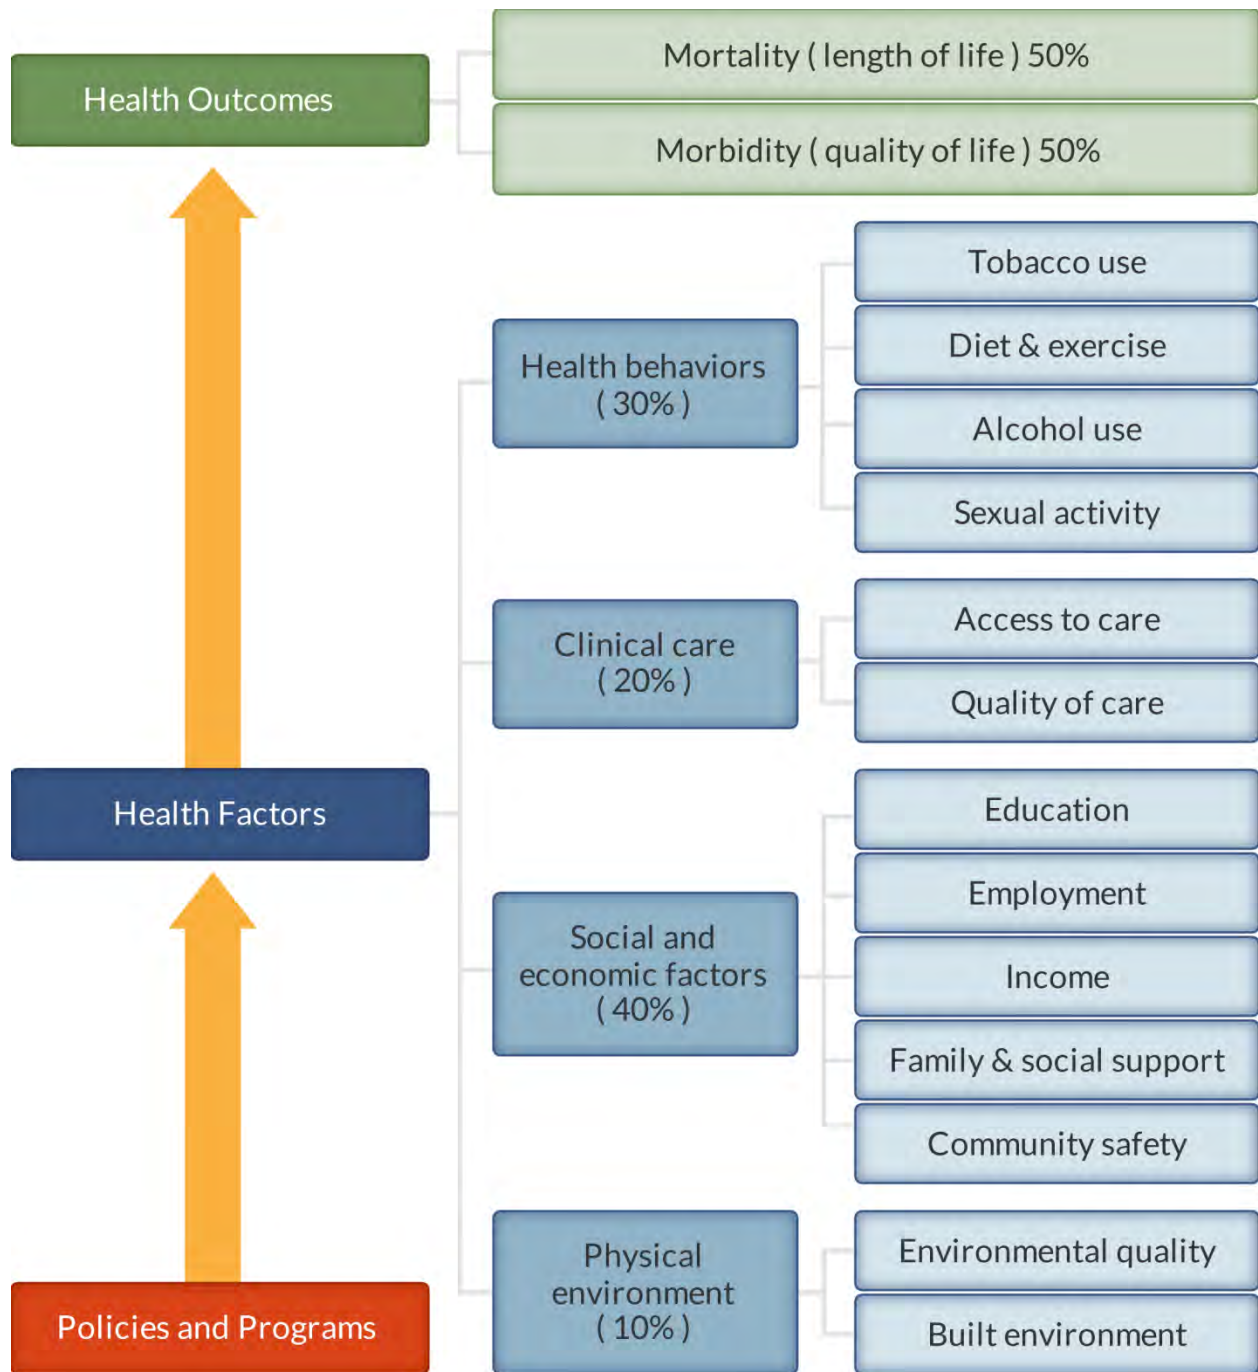 Health Outcomes
Mortality ( length of life ) 50%
Morbidity ( quality of life ) 50%
Health Factors
Health behaviors
( 30% )
Tobacco use
Diet & exercise
Alcohol use
Sexual activity
Clinical care
( 20% )
Access to care
Quality of care
Social and
economic factors
( 40% )
Education
Employment
Income
Family & social support
Community safety
Physical
environment
( 10% )
Environmental quality
Built environment
Policies and Programs